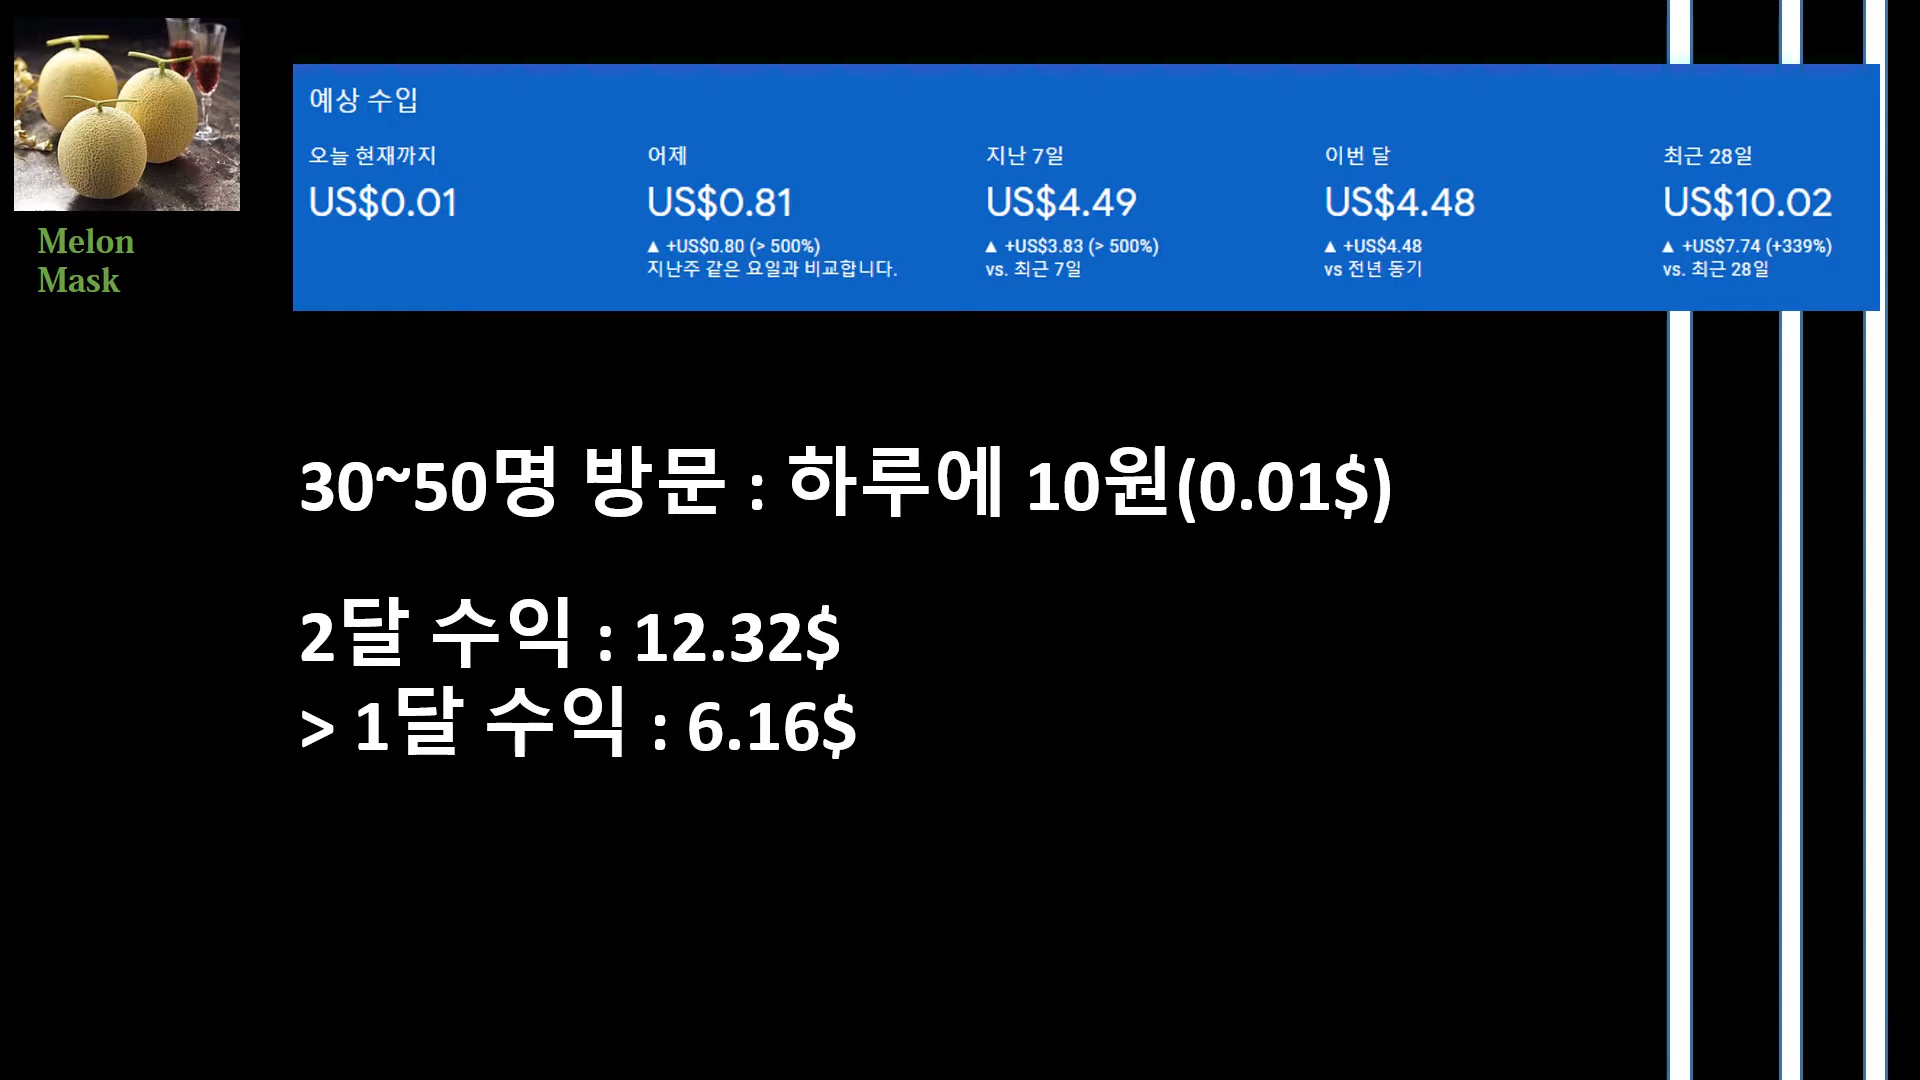 Melon
Mask
예상 수입
오늘 현재까지
US$0.01
어제
US$0.81
▲ +US$0.80 (> 500%)
지난주 같은 요일과 비교합니다.
지난 7일
US$4.49
▲ +US$3.83 (> 500%)
vs. 최근 7일
이번 달
US$4.48
▲ +US$4.48
vs 전년 동기
최근 28일
US$10.02
▲ +US$7.74 (+339%)
vs. 최근 28일
30~50명 방문 : 하루에 10원(0.01$)
2달 수익 : 12.32$
> 1달 수익 : 6.16$